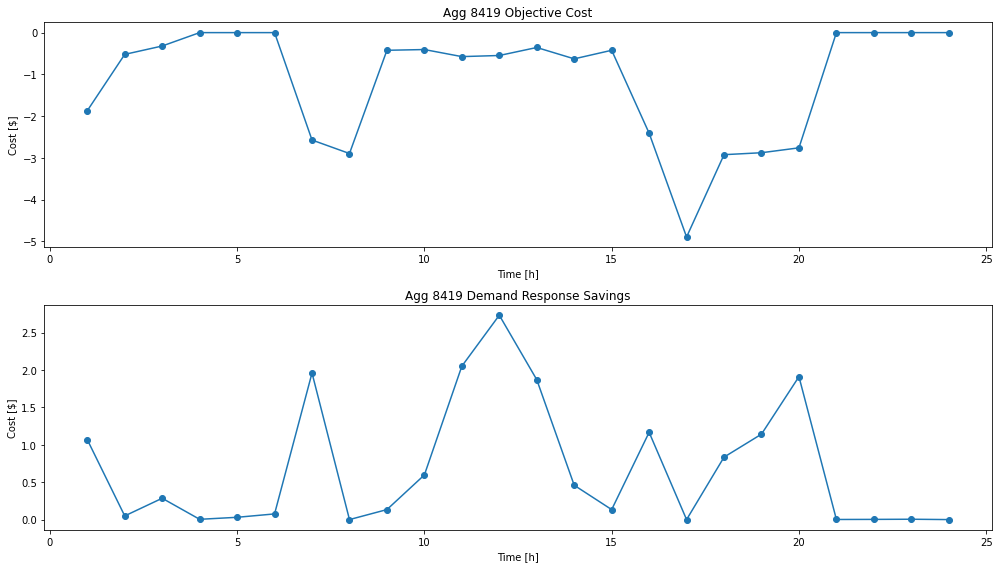 Agg 8419 Objective Cost
0
−1
−2
−3
−4
−5
Cost [$]
0 5 10 15 20 25
Time [h]
Agg 8419 Demand Response Savings
2.5
2.0
1.5
1.0
0.5
0.0
Cost [$]
0 5 10 15 20 25
Time [h]